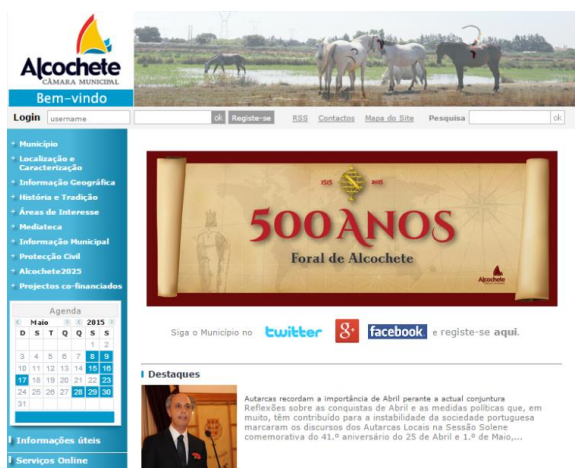 Alcochete
CÂMARA MUNICIPAL
Bem-vindo
Login username ok Registe-se RSS Contactos Mapa do Site Pesquisa ok
Município
Localização e
Caracterização
Informação Geográfica
História e Tradição
Áreas de Interesse
Mediateca
Informação Municipal
Protecção Civil
Alcochete2025
Projectos co-financiados
1515 2015
500 ANOS
Foral de Alcochete
Alcochete
Agenda
Maio 2015
D S T Q Q S S
1 2
3 4 5 6 7 8 9
10 11 12 13 14 15 16
17 18 19 20 21 22 23
24 25 26 27 28 29 30
31
Siga o Município no twitter g+ facebook e registe-se aqui.
Destaques
Autarcas recordam a importância de Abril perante a actual conjuntura
Reflexões sobre as conquistas de Abril e as medidas políticas que, em
muito, têm contribuído para a instabilidade da sociedade portuguesa
marcaram os discursos dos Autarcas Locais na Sessão Solene
comemorativa do 41.º aniversário do 25 de Abril e 1.º de Maio,...
Informações úteis
Serviços Online